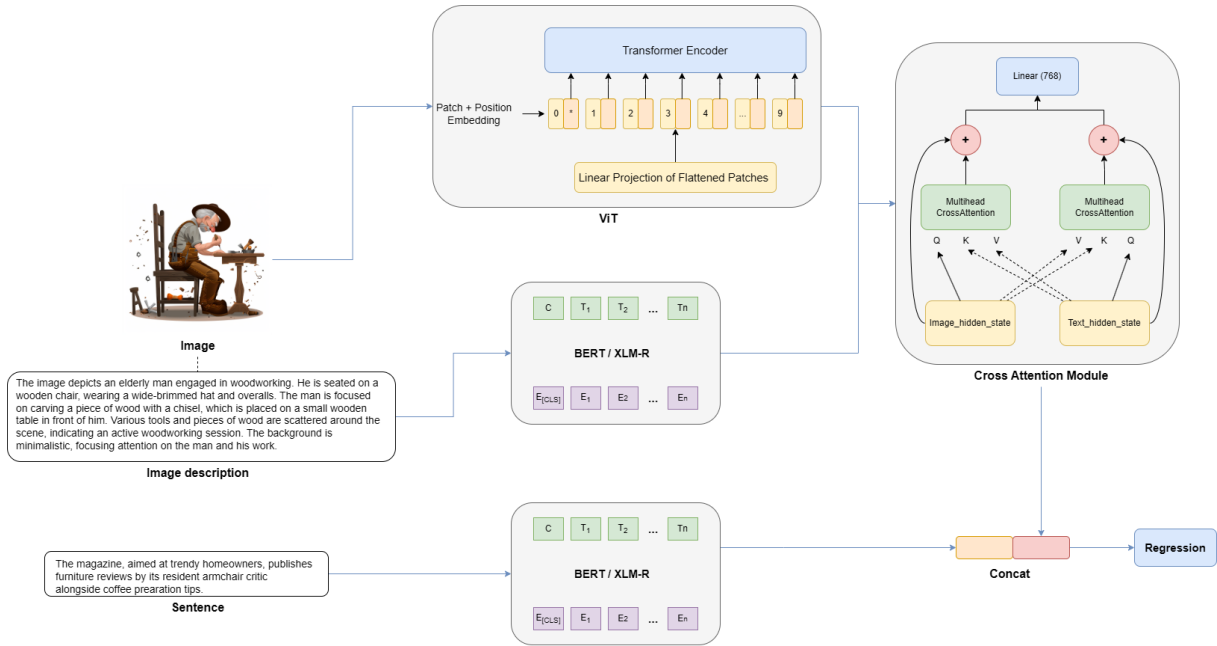 Transformer Encoder
Patch + Position
Embedding
0 * 1 2 3 4 ... 9
Linear Projection of Flattened Patches
ViT
Linear (768)
+ +
Multihead
CrossAttention
Multihead
CrossAttention
Q K V V K Q
Image_hidden_state
Text_hidden_state
Cross Attention Module
Image
The image depicts an elderly man engaged in woodworking. He is seated on a
wooden chair, wearing a wide-brimmed hat and overalls. The man is focused
on carving a piece of wood with a chisel, which is placed on a small wooden
table in front of him. Various tools and pieces of wood are scattered around the
scene, indicating an active woodworking session. The background is
minimalistic, focusing attention on the man and his work.
Image description
C T1 T2 ... Tn
BERT / XLM-R
E[CLS] E1 E2 ... En
The magazine, aimed at trendy homeowners, publishes
furniture reviews by its resident armchair critic
alongside coffee prearation tips.
Sentence
C T1 T2 ... Tn
BERT / XLM-R
E[CLS] E1 E2 ... En
Concat
Regression